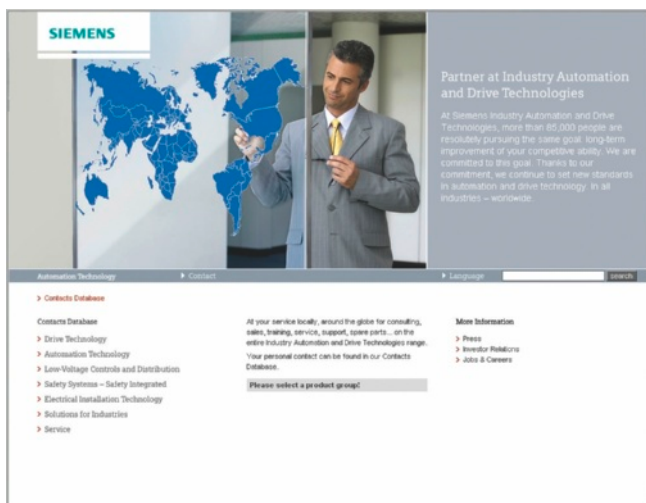 SIEMENS
Partner at Industry Automation
and Drive Technologies
At Siemens Industry Automation and Drive
Technologies, more than 85,000 people are
resolutely pursuing the same goal: long-term
improvement of your competitive ability. We are
committed to this goal. Thanks to our
commitment, we continue to set new standards
in automation and drive technology. In all
industries – worldwide.
Automation Technology
Contact
Language
search
Contacts Database
Contacts Database
Drive Technology
Automation Technology
Low-Voltage Controls and Distribution
Safety Systems – Safety Integrated
Electrical Installation Technology
Solutions for Industries
Service
At your service locally, around the globe for consulting,
sales, training, service, support, spare parts... on the
entire Industry Automation and Drive Technologies range.
Your personal contact can be found in our Contacts
Database.
Please select a product group!
More Information
Press
Investor Relations
Jobs & Careers